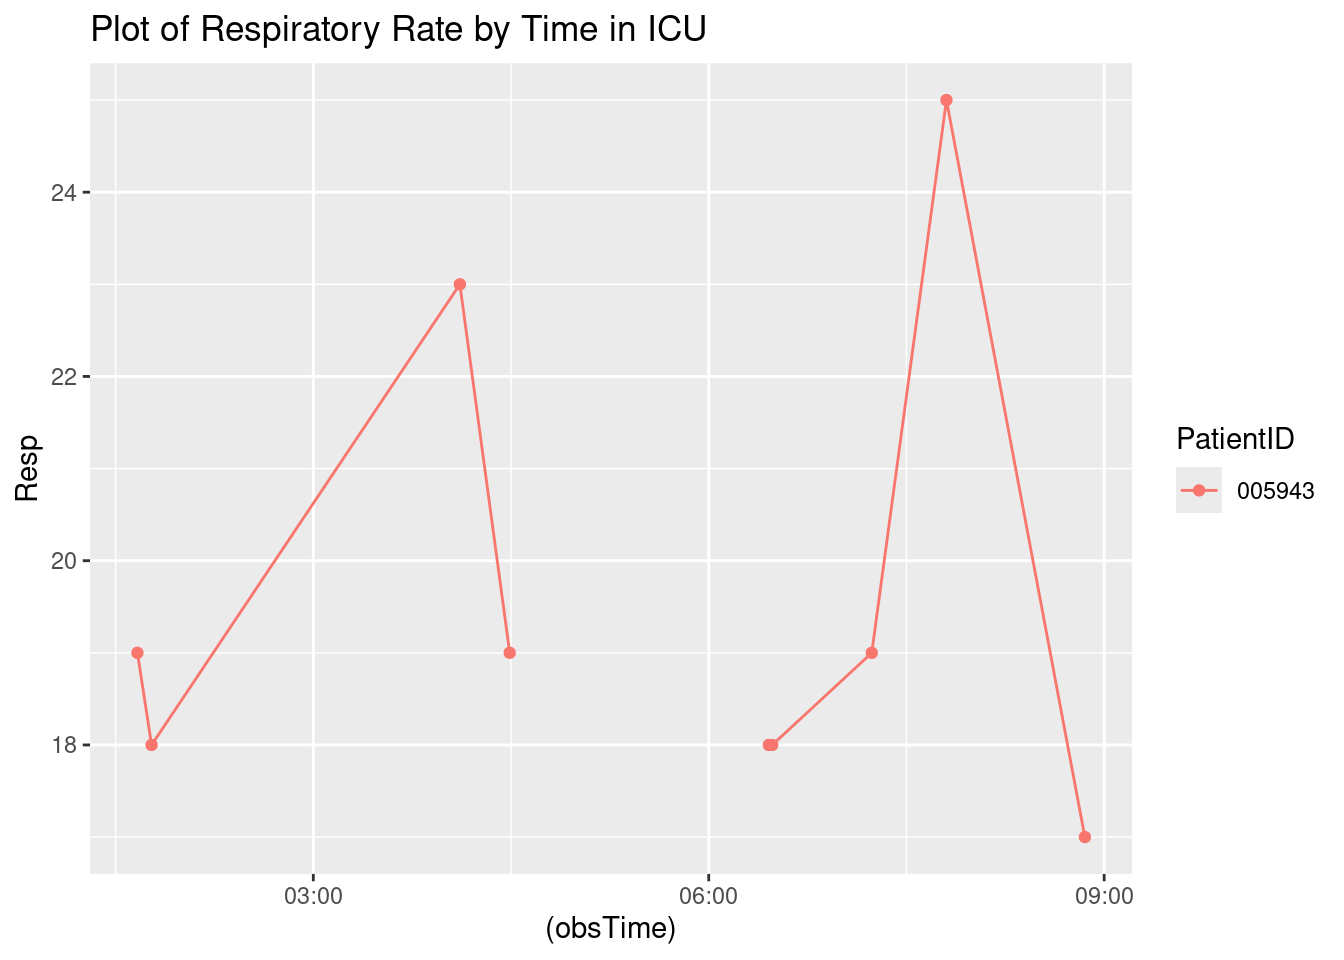 Plot of Respiratory Rate by Time in ICU
24
22
20
18
Resp
03:00
06:00
09:00
(obsTime)
PatientID
005943